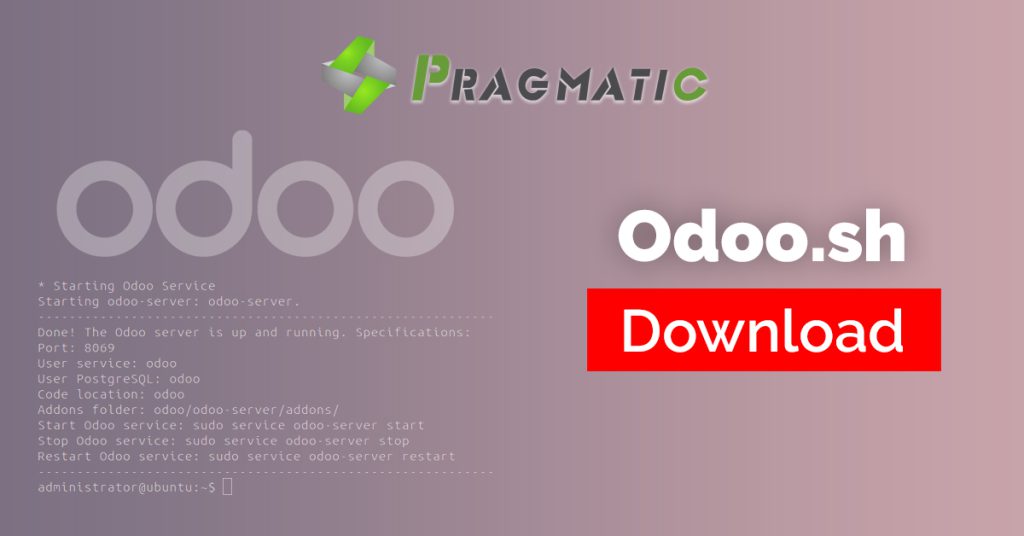 PRAGMATIC
odoo
* Starting Odoo Service
Starting odoo-server: odoo-server.
-----------------------------------------------------------
Done! The Odoo server is up and running. Specifications:
Port: 8069
User service: odoo
User PostgreSQL: odoo
Code location: odoo
Addons folder: odoo/odoo-server/addons/
Start Odoo service: sudo service odoo-server start
Stop Odoo service: sudo service odoo-server stop
Restart Odoo service: sudo service odoo-server restart
-----------------------------------------------------------
administrator@ubuntu:~$
Odoo.sh
Download